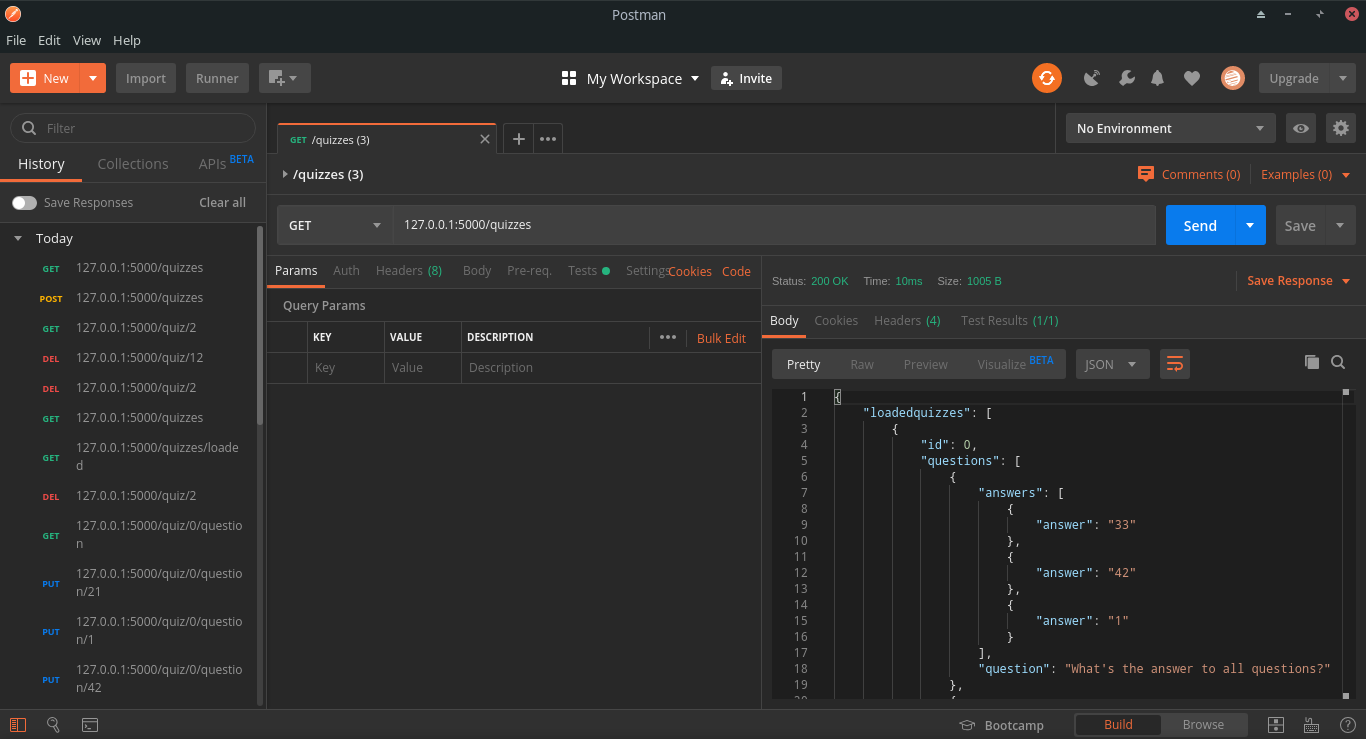 Postman
File Edit View Help
New Import Runner My Workspace Invite Upgrade
Filter
History Collections APIs BETA
Save Responses Clear all
Today
GET 127.0.0.1:5000/quizzes
POST 127.0.0.1:5000/quizzes
GET 127.0.0.1:5000/quiz/2
DEL 127.0.0.1:5000/quiz/12
DEL 127.0.0.1:5000/quiz/2
GET 127.0.0.1:5000/quizzes
GET 127.0.0.1:5000/quizzes/loade
d
DEL 127.0.0.1:5000/quiz/2
GET 127.0.0.1:5000/quiz/0/questio
n
PUT 127.0.0.1:5000/quiz/0/questio
n/21
PUT 127.0.0.1:5000/quiz/0/questio
n/1
PUT 127.0.0.1:5000/quiz/0/questio
n/42
GET /quizzes (3)
No Environment
/quizzes (3)
Comments (0) Examples (0)
GET 127.0.0.1:5000/quizzes Send Save
Params Auth Headers (8) Body Pre-req. Tests Settings Cookies Code
Query Params
KEY VALUE DESCRIPTION Bulk Edit
Key Value Description
Status: 200 OK Time: 10ms Size: 1005 B Save Response
Body Cookies Headers (4) Test Results (1/1)
Pretty Raw Preview Visualize BETA JSON
1 {
2 "loadedquizzes": [
3 {
4 "id": 0,
5 "questions": [
6 {
7 "answers": [
8 {
9 "answer": "33"
10 },
11 {
12 "answer": "42"
13 },
14 {
15 "answer": "1"
16 }
17 ],
18 "question": "What's the answer to all questions?"
19 },
20 {
Bootcamp Build Browse